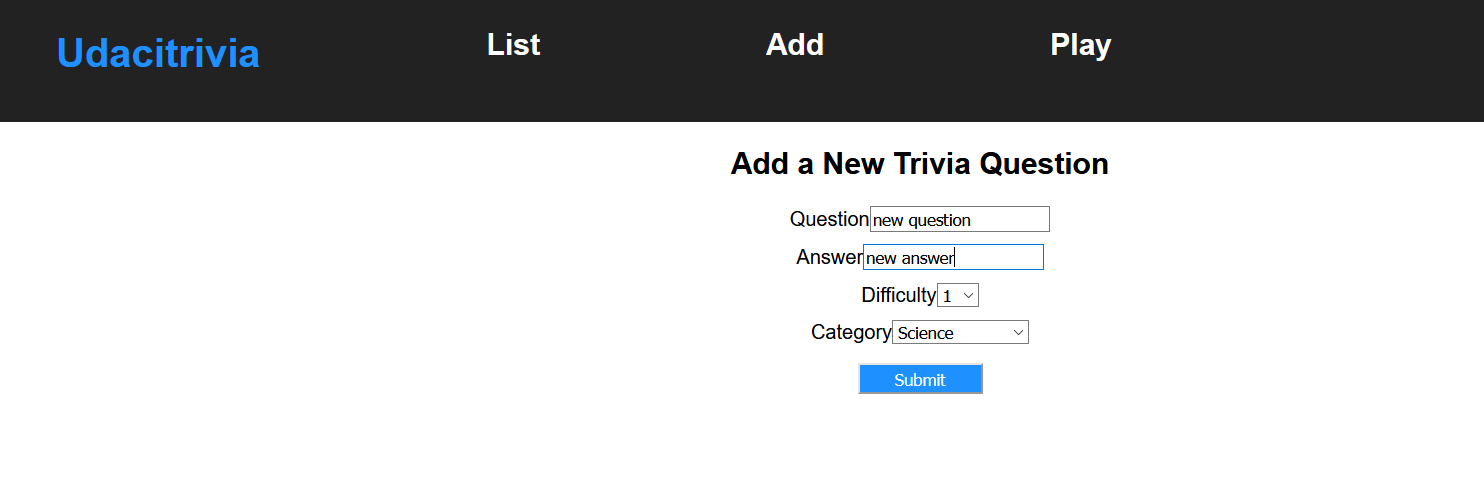 Udacitrivia List Add Play
Add a New Trivia Question
Question new question
Answer new answer
Difficulty 1
Category Science
Submit